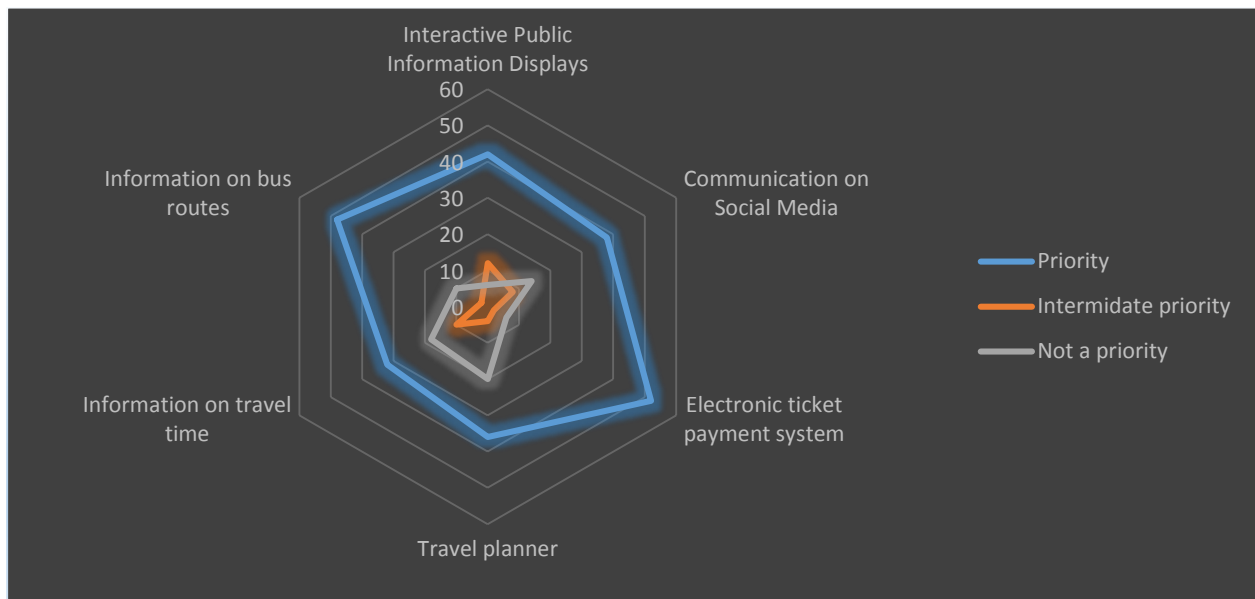 Interactive Public
Information Displays
60
50
40
30
20
10
0
Communication on
Social Media
Electronic ticket
payment system
Travel planner
Information on travel
time
Information on bus
routes
Priority
Intermidate priority
Not a priority